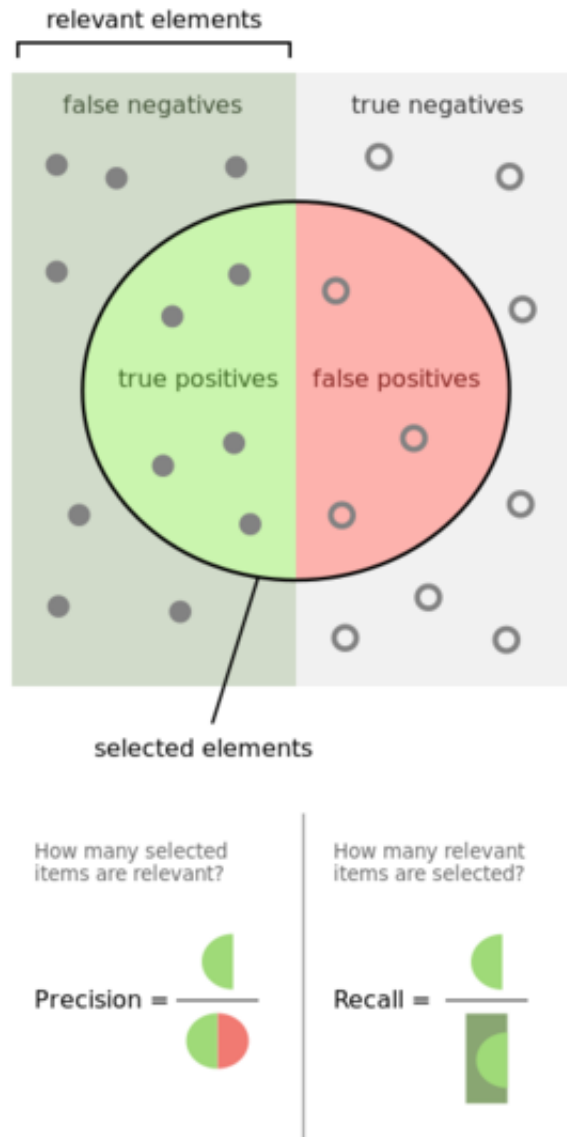 relevant elements
false negatives
true negatives
true positives
false positives
selected elements
How many selected
items are relevant?
How many relevant
items are selected?
Precision =
Recall =